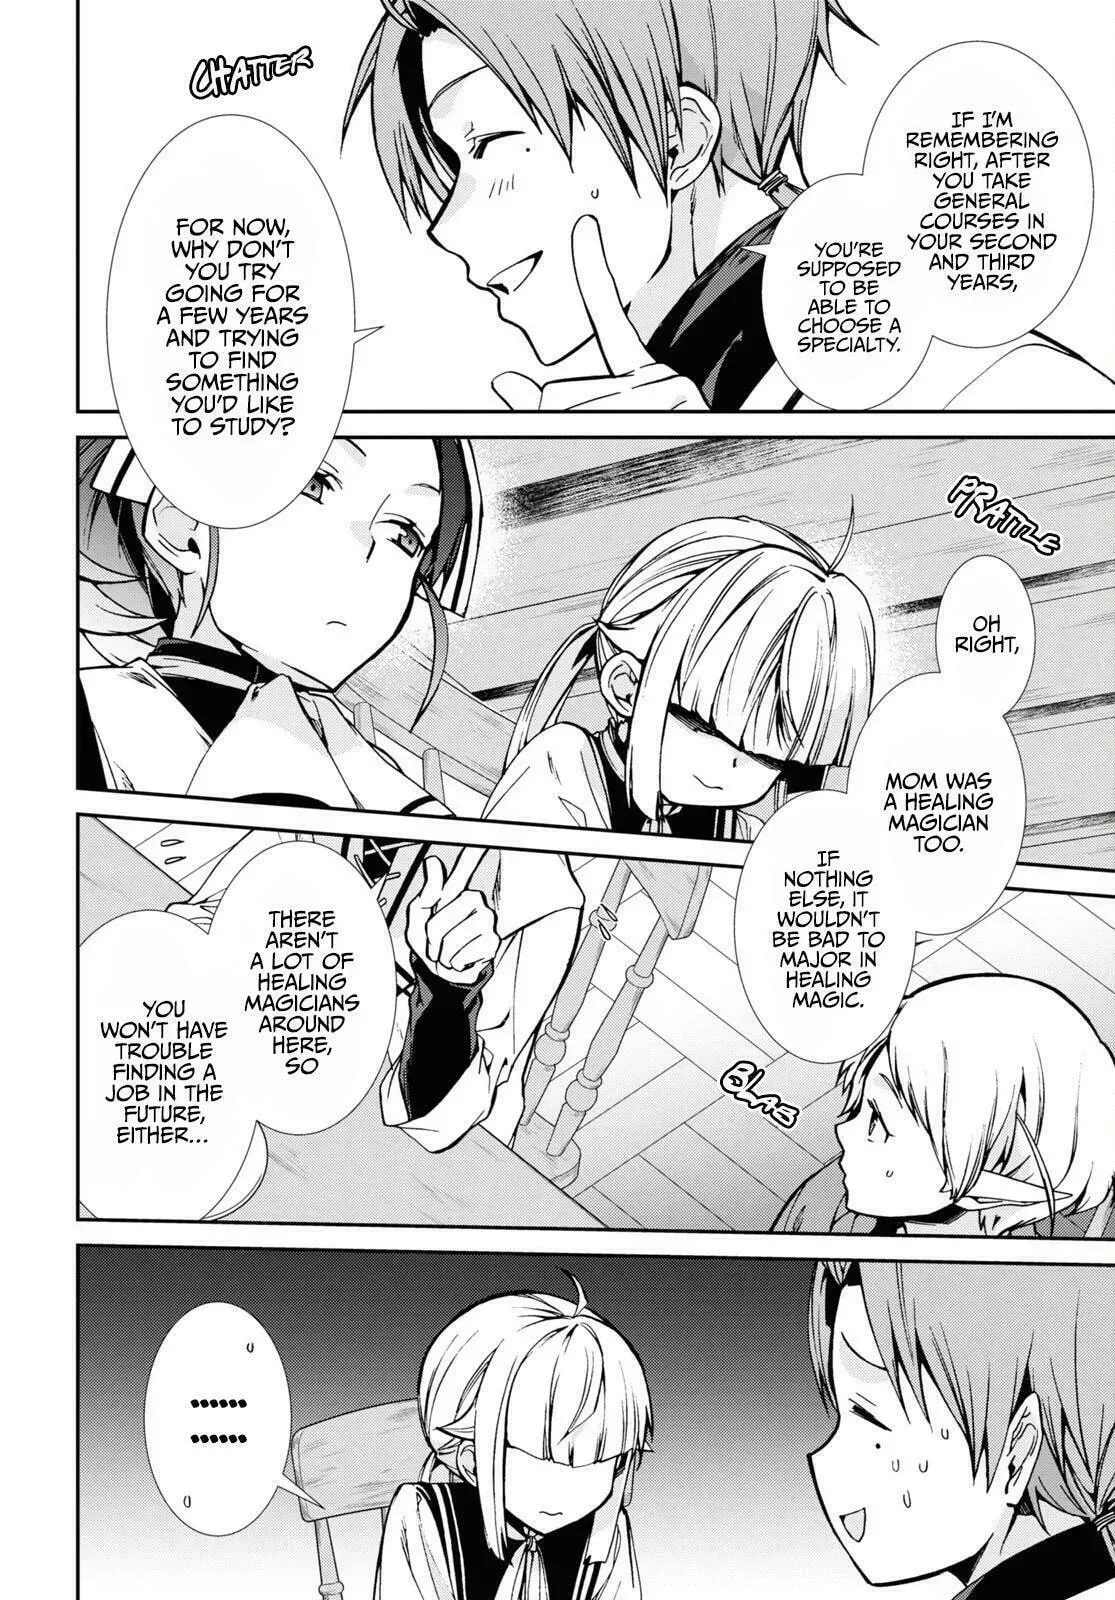 IF I'M
REMEMBERING
RIGHT, AFTER
YOU TAKE
GENERAL
COURSES IN
YOUR SECOND
AND THIRD
YEARS,
YOU'RE
SUPPOSED
TO BE
ABLE TO
CHOOSE A
SPECIALTY.
CHATTER
FOR NOW,
WHY DON'T
YOU TRY
GOING FOR
A FEW YEARS
AND TRYING
TO FIND
SOMETHING
YOU'D LIKE
TO STUDY?
PRATTLE
OH
RIGHT,
MOM WAS
A HEALING
MAGICIAN
TOO.
IF
NOTHING
ELSE, IT
WOULDN'T
BE BAD TO
MAJOR IN
HEALING
MAGIC.
BLAB
THERE
AREN'T
A LOT OF
HEALING
MAGICIANS
AROUND
HERE, SO
YOU
WON'T HAVE
TROUBLE
FINDING A
JOB IN THE
FUTURE,
EITHER...
......
......